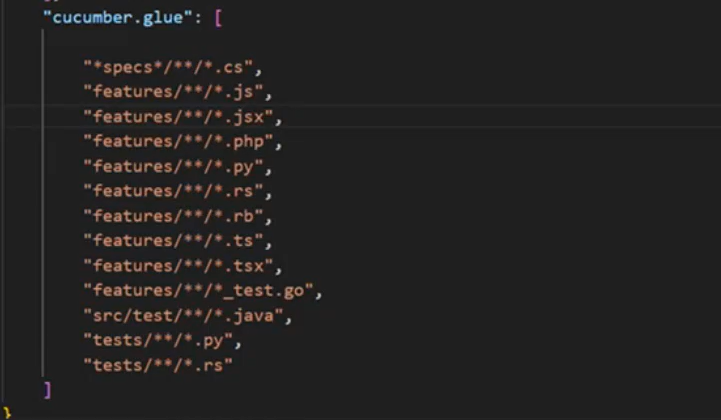 "cucumber.glue": [
"*specs*/**/*.cs",
"features/**/*.js",
"features/**/*.jsx",
"features/**/*.php",
"features/**/*.py",
"features/**/*.rs",
"features/**/*.rb",
"features/**/*.ts",
"features/**/*.tsx",
"features/**/*_test.go",
"src/test/**/*.java",
"tests/**/*.py",
"tests/**/*.rs"
]
}